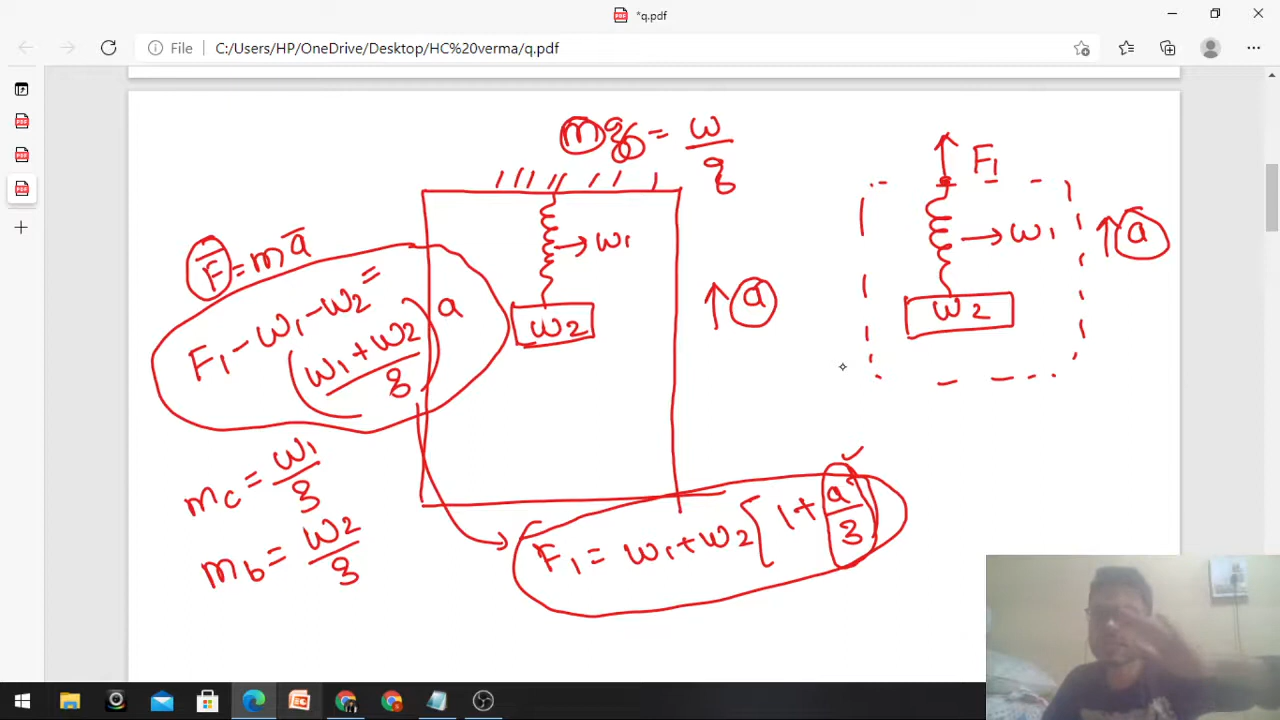 *q.pdf
File C:/Users/HP/OneDrive/Desktop/HC%20verma/q.pdf
mg = w/g
F1
w1
w1
a
a
F̄ = mā
F1 - w1 - w2 =
(w1 + w2 / g) a
w2
w2
mc = w1/g
mb = w2/g
F1 = w1 + w2 [ 1 + a/g